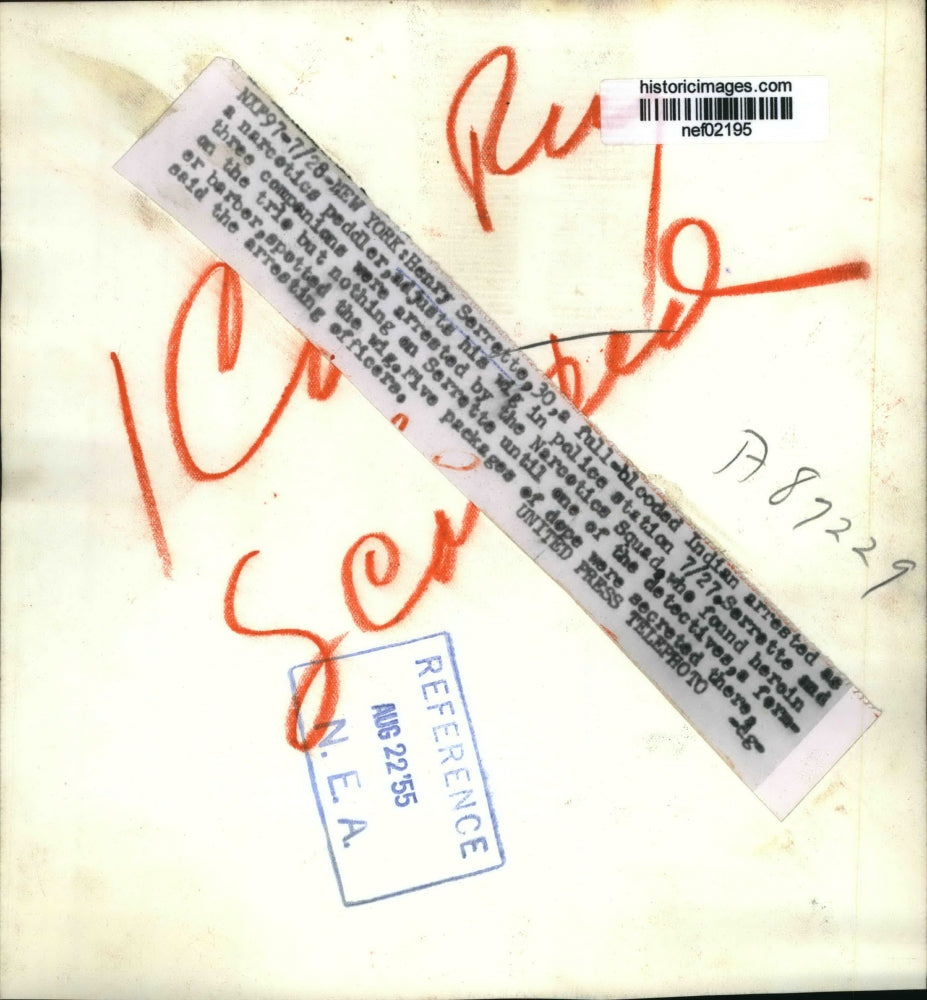 historicimages.com
nef02195
NXP97-7/28-NEW YORK:Henry Serrette,30,a full-blooded Indian arrested as
a narcotics peddler,adjusts his wig in police station 7/27.Serrette and
three companions were arrested by the Narcotics Squad,who found heroin
on the trio but nothing on Serrette until one of the detectives,a form-
er barber,spotted the wig.Five packages of dope were secreted there,
said the arresting officers.
UNITED PRESS TELEPHOTO
A 87229
REFERENCE
AUG 22'55
N. E. A.